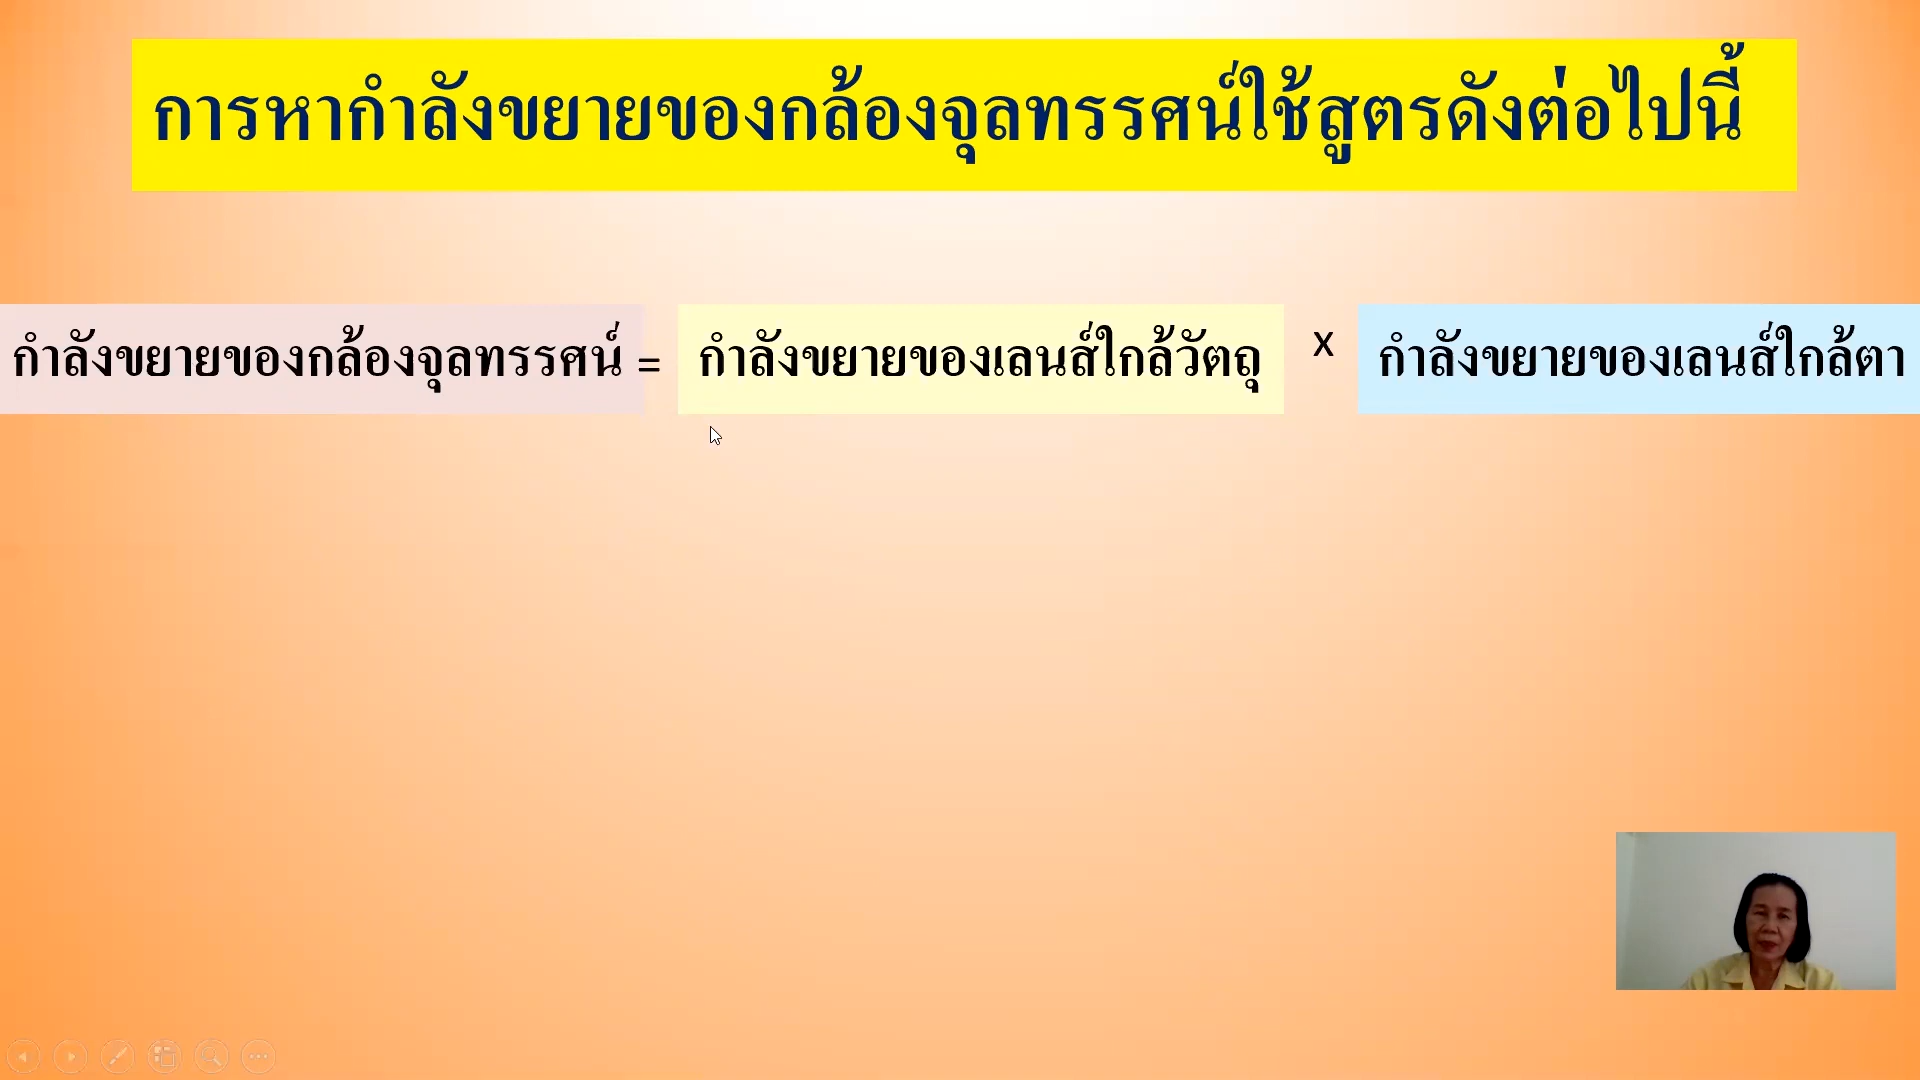 การหากำลังขยายของกล้องจุลทรรศน์ใช้สูตรดังต่อไปนี้
กำลังขยายของกล้องจุลทรรศน์ = กำลังขยายของเลนส์ใกล้วัตถุ x กำลังขยายของเลนส์ใกล้ตา